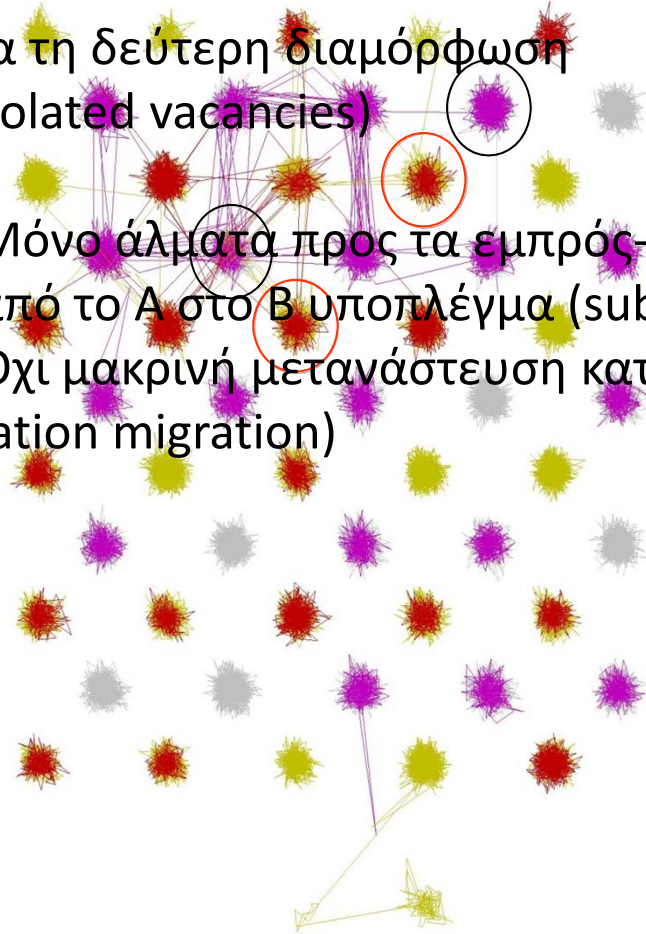 α τη δεύτερη διαμόρφωση
olated vacancies)
Μόνο άλματα προς τα εμπρός-
από το Α στο Β υποπλέγμα (sub
Όχι μακρινή μετανάστευση κατ
ation migration)